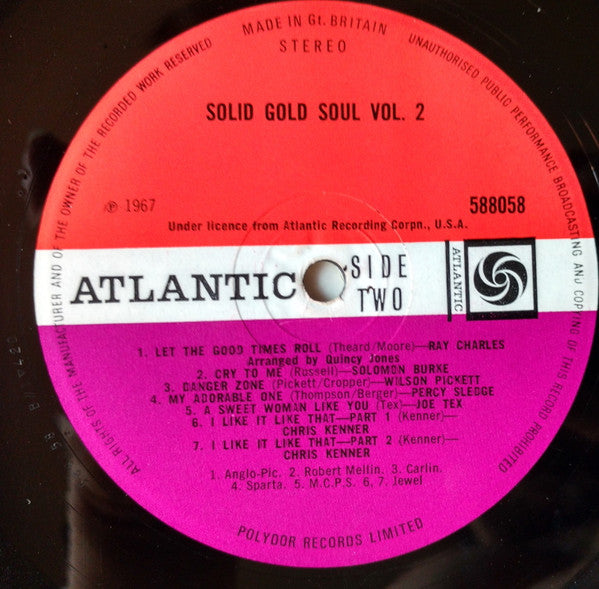 MADE IN Gt. BRITAIN
STEREO
ALL RIGHTS OF THE MANUFACTURER AND OF THE OWNER OF THE RECORDED WORK RESERVED
UNAUTHORISED PUBLIC PERFORMANCE BROADCASTING AND COPYING OF THIS RECORD PROHIBITED
SOLID GOLD SOUL VOL. 2
℗ 1967
588058
Under licence from Atlantic Recording Corpn., U.S.A.
ATLANTIC
SIDE
TWO
ATLANTIC
1. LET THE GOOD TIMES ROLL (Theard/Moore)—RAY CHARLES
Arranged by Quincy Jones
2. CRY TO ME (Russell)—SOLOMON BURKE
3. DANGER ZONE (Pickett/Cropper)—WILSON PICKETT
4. MY ADORABLE ONE (Thompson/Berger)—PERCY SLEDGE
5. A SWEET WOMAN LIKE YOU (Tex)—JOE TEX
6. I LIKE IT LIKE THAT—PART 1 (Kenner)—
CHRIS KENNER
7. I LIKE IT LIKE THAT—PART 2 (Kenner)—
CHRIS KENNER
1. Anglo-Pic. 2. Robert Mellin. 3. Carlin.
4. Sparta. 5. M.C.P.S. 6, 7. Jewel
POLYDOR RECORDS LIMITED